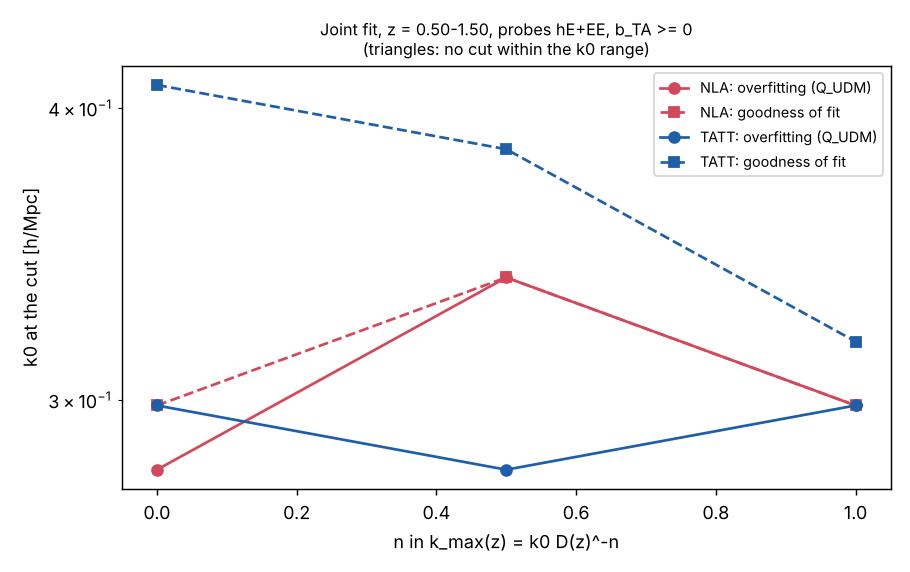 Joint fit, z = 0.50-1.50, probes hE+EE, b_TA >= 0
(triangles: no cut within the k0 range)
NLA: overfitting (Q_UDM)
NLA: goodness of fit
TATT: overfitting (Q_UDM)
TATT: goodness of fit
k0 at the cut [h/Mpc]
4 × 10⁻¹
3 × 10⁻¹
0.0 0.2 0.4 0.6 0.8 1.0
n in k_max(z) = k0 D(z)^-n